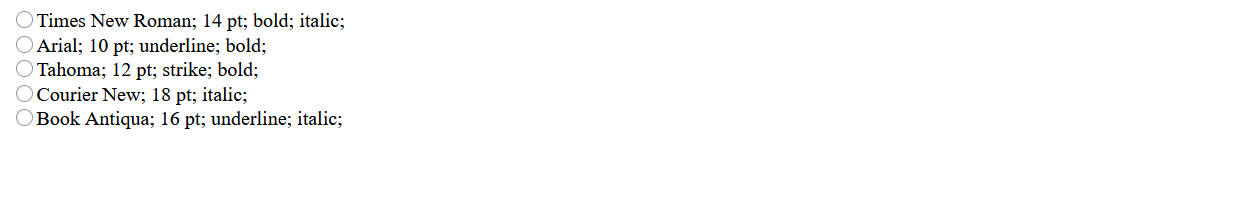 Times New Roman; 14 pt; bold; italic;
Arial; 10 pt; underline; bold;
Tahoma; 12 pt; strike; bold;
Courier New; 18 pt; italic;
Book Antiqua; 16 pt; underline; italic;